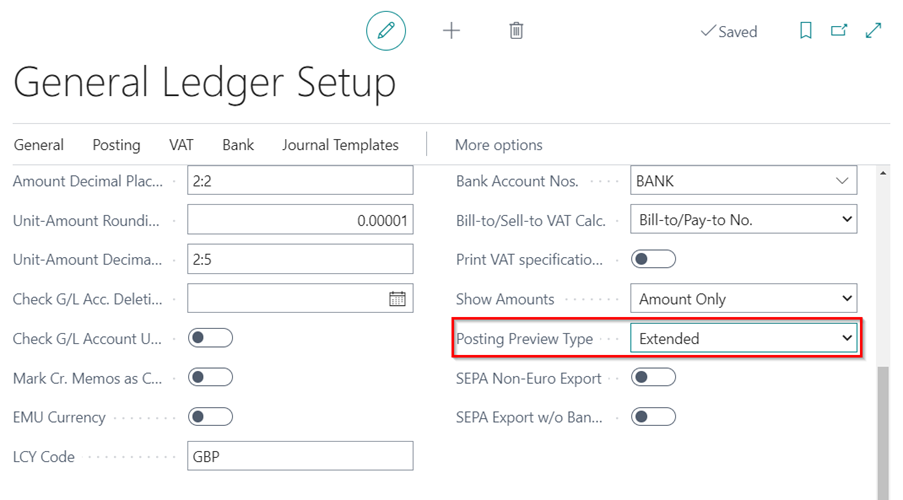 Saved
General Ledger Setup
General Posting VAT Bank Journal Templates More options
Amount Decimal Plac... 2:2
Unit-Amount Roundi... 0.00001
Unit-Amount Decima... 2:5
Check G/L Acc. Deleti...
Check G/L Account U...
Mark Cr. Memos as C...
EMU Currency
LCY Code GBP
Bank Account Nos. BANK
Bill-to/Sell-to VAT Calc. Bill-to/Pay-to No.
Print VAT specificatio...
Show Amounts Amount Only
Posting Preview Type Extended
SEPA Non-Euro Export
SEPA Export w/o Ban...